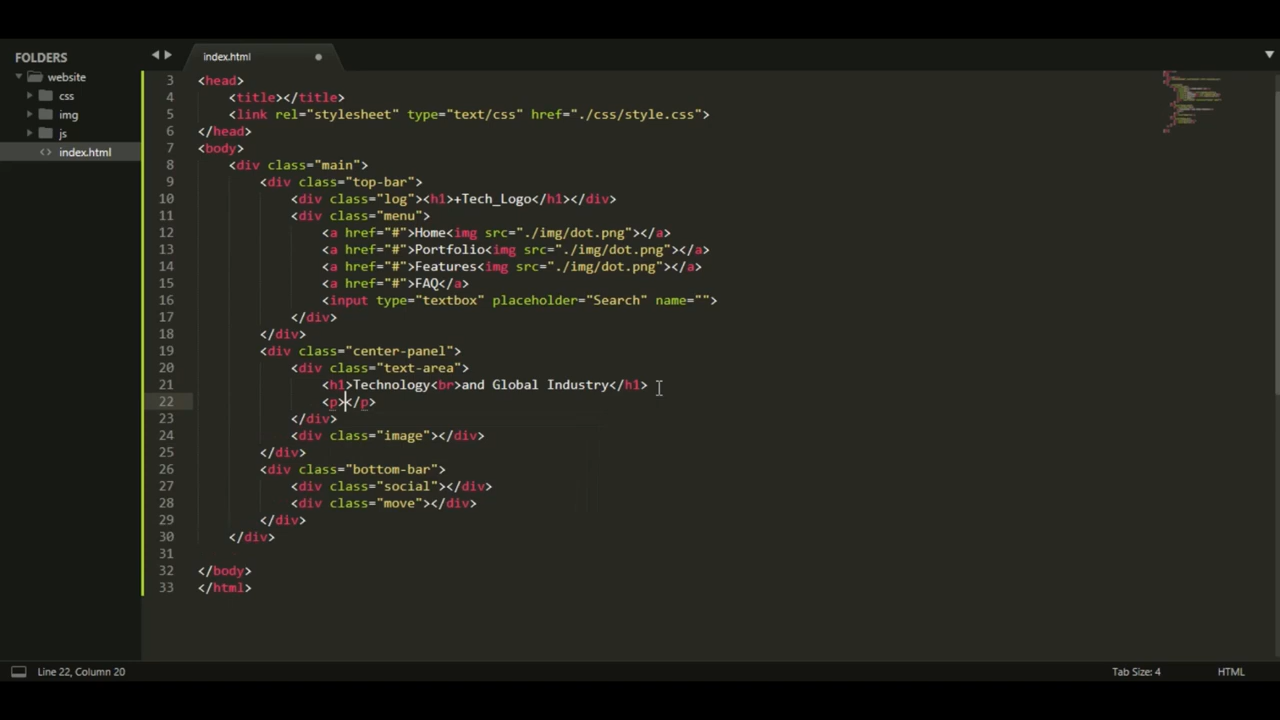 FOLDERS
website
css
img
js
<> index.html
index.html
3 <head>
4 <title></title>
5 <link rel="stylesheet" type="text/css" href="./css/style.css">
6 </head>
7 <body>
8 <div class="main">
9 <div class="top-bar">
10 <div class="log"><h1>+Tech_Logo</h1></div>
11 <div class="menu">
12 <a href="#">Home<img src="./img/dot.png"></a>
13 <a href="#">Portfolio<img src="./img/dot.png"></a>
14 <a href="#">Features<img src="./img/dot.png"></a>
15 <a href="#">FAQ</a>
16 <input type="textbox" placeholder="Search" name="">
17 </div>
18 </div>
19 <div class="center-panel">
20 <div class="text-area">
21 <h1>Technology<br>and Global Industry</h1>
22 <p></p>
23 </div>
24 <div class="image"></div>
25 </div>
26 <div class="bottom-bar">
27 <div class="social"></div>
28 <div class="move"></div>
29 </div>
30 </div>
31
32 </body>
33 </html>
Line 22, Column 20
Tab Size: 4
HTML